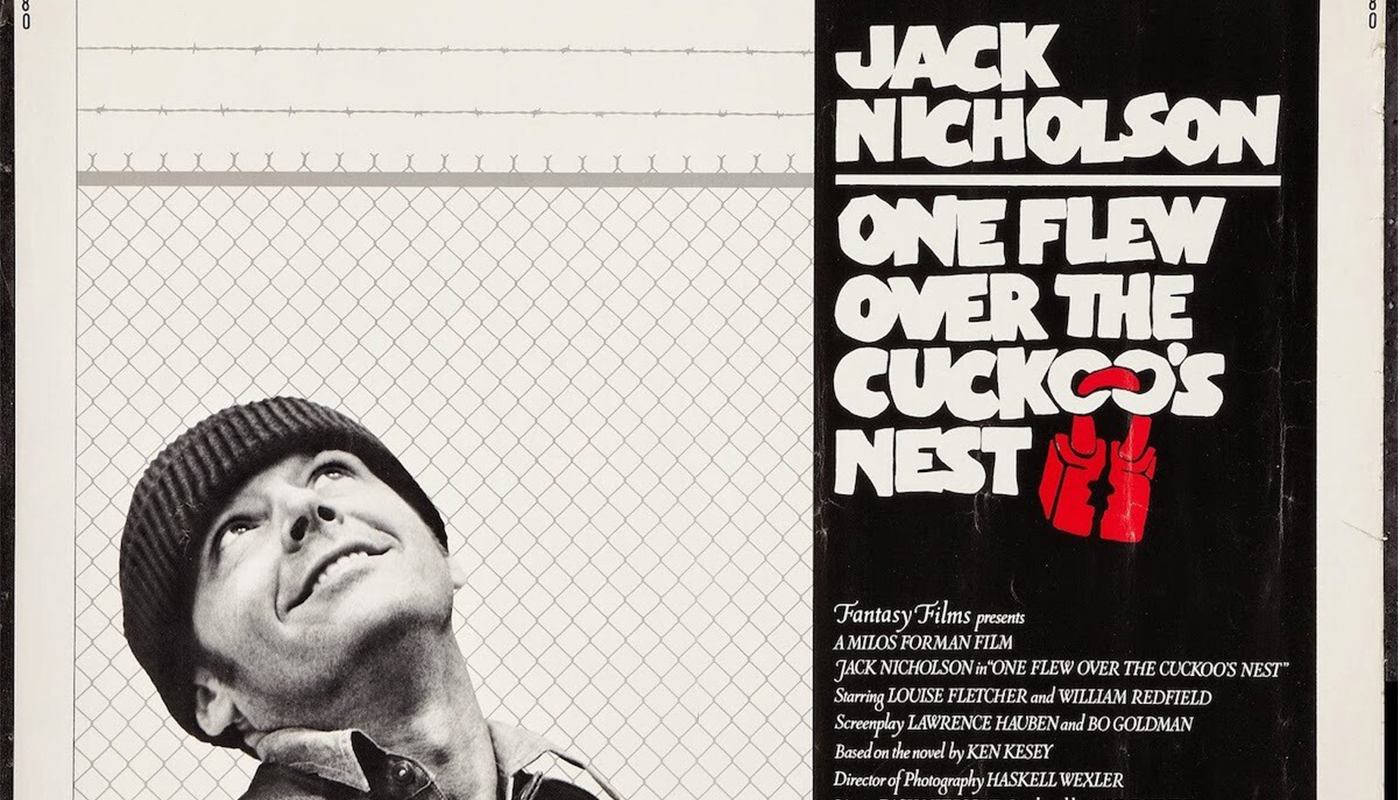 JACK
NICHOLSON
ONE FLEW
OVER THE
CUCKOO'S
NEST
Fantasy Films presents
A MILOS FORMAN FILM
JACK NICHOLSON in "ONE FLEW OVER THE CUCKOO'S NEST"
Starring LOUISE FLETCHER and WILLIAM REDFIELD
Screenplay LAWRENCE HAUBEN and BO GOLDMAN
Based on the novel by KEN KESEY
Director of Photography HASKELL WEXLER